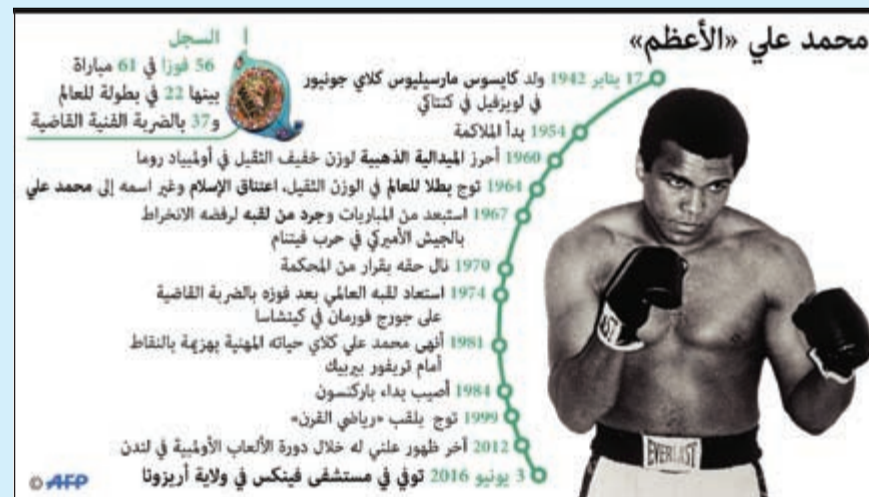 محمد علي «الأعظم»
السجل
56 فوزا في 61 مباراة
بينها 22 في بطولة للعالم
و37 بالضربة الفنية القاضية
17 يناير 1942 ولد كايسوس مارسيليوس كلاي جونيور
في لويزفيل في كنتاكي
1954 بدأ الملاكمة
1960 أحرز الميدالية الذهبية لوزن خفيف الثقيل في أولمبياد روما
1964 توج بطلا للعالم في الوزن الثقيل، اعتناق الإسلام وغير اسمه إلى محمد علي
1967 استبعد من المباريات وجرد من لقبه لرفضه الانخراط
بالجيش الأميركي في حرب فيتنام
1970 نال حقه بقرار من المحكمة
1974 استعاد لقبه العالمي بعد فوزه بالضربة القاضية
على جورج فورمان في كينشاسا
1981 أنهى محمد علي كلاي حياته المهنية بهزيمة بالنقاط
أمام تريفور بيربيك
1984 أصيب بداء باركنسون
1999 توج بلقب «رياضي القرن»
2012 آخر ظهور علني له خلال دورة الألعاب الأولمبية في لندن
3 يونيو 2016 توفي في مستشفى فينكس في ولاية أريزونا
EVERLAST
© AFP